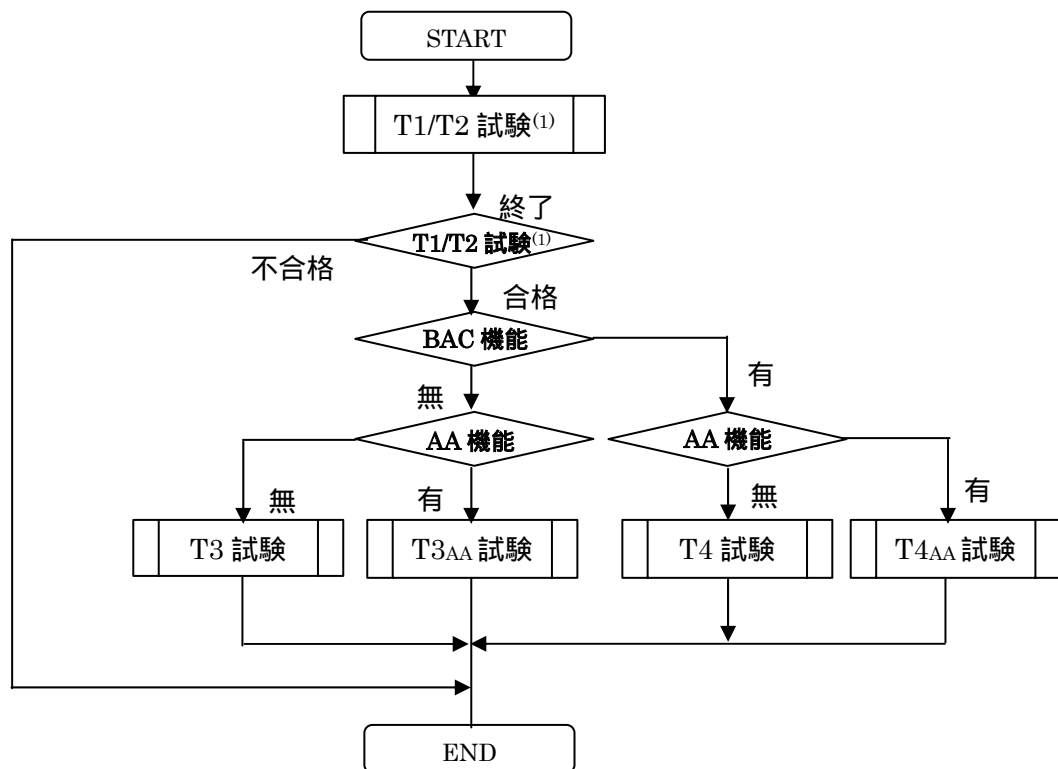 START
T1/T2 試験(1)
終了
T1/T2 試験(1)
不合格
合格
BAC 機能
有
無
AA 機能
AA 機能
無
有
無
有
T3 試験
T3AA 試験
T4 試験
T4AA 試験
END